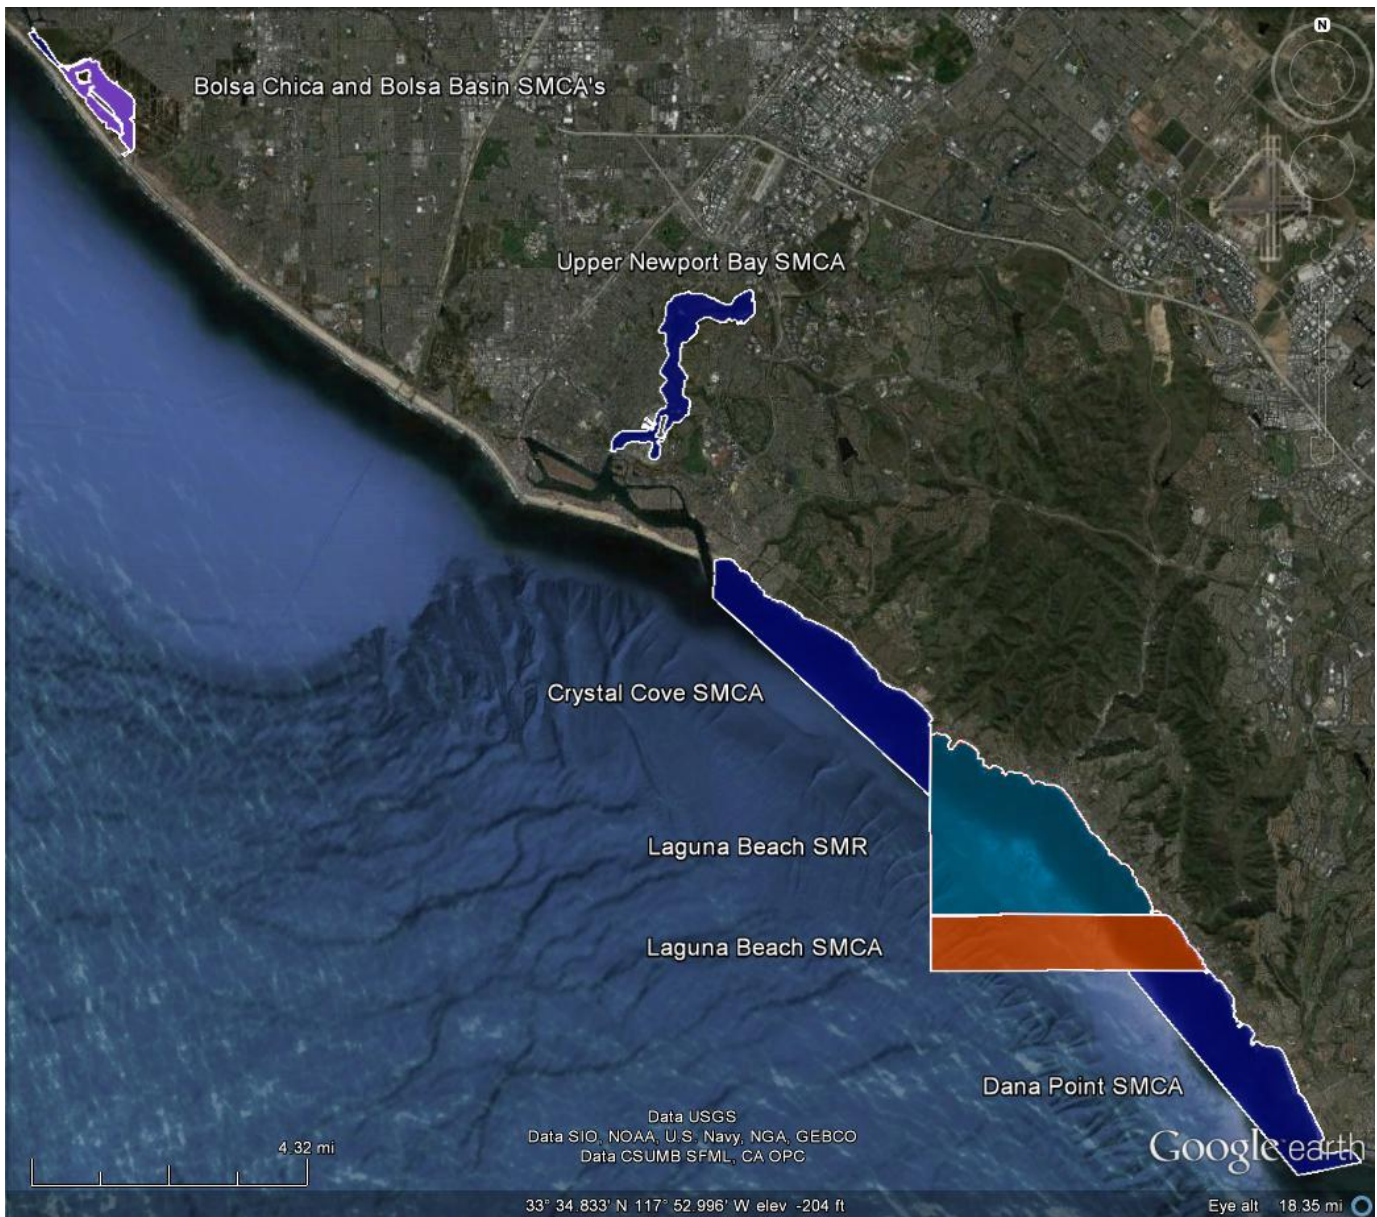 N
Bolsa Chica and Bolsa Basin SMCA's
Upper Newport Bay SMCA
Crystal Cove SMCA
Laguna Beach SMR
Laguna Beach SMCA
Dana Point SMCA
Data USGS
Data SIO, NOAA, U.S. Navy, NGA, GEBCO
Data CSUMB SFML, CA OPC
Google earth
4.32 mi
33° 34.833' N 117° 52.996' W elev -204 ft
Eye alt 18.35 mi